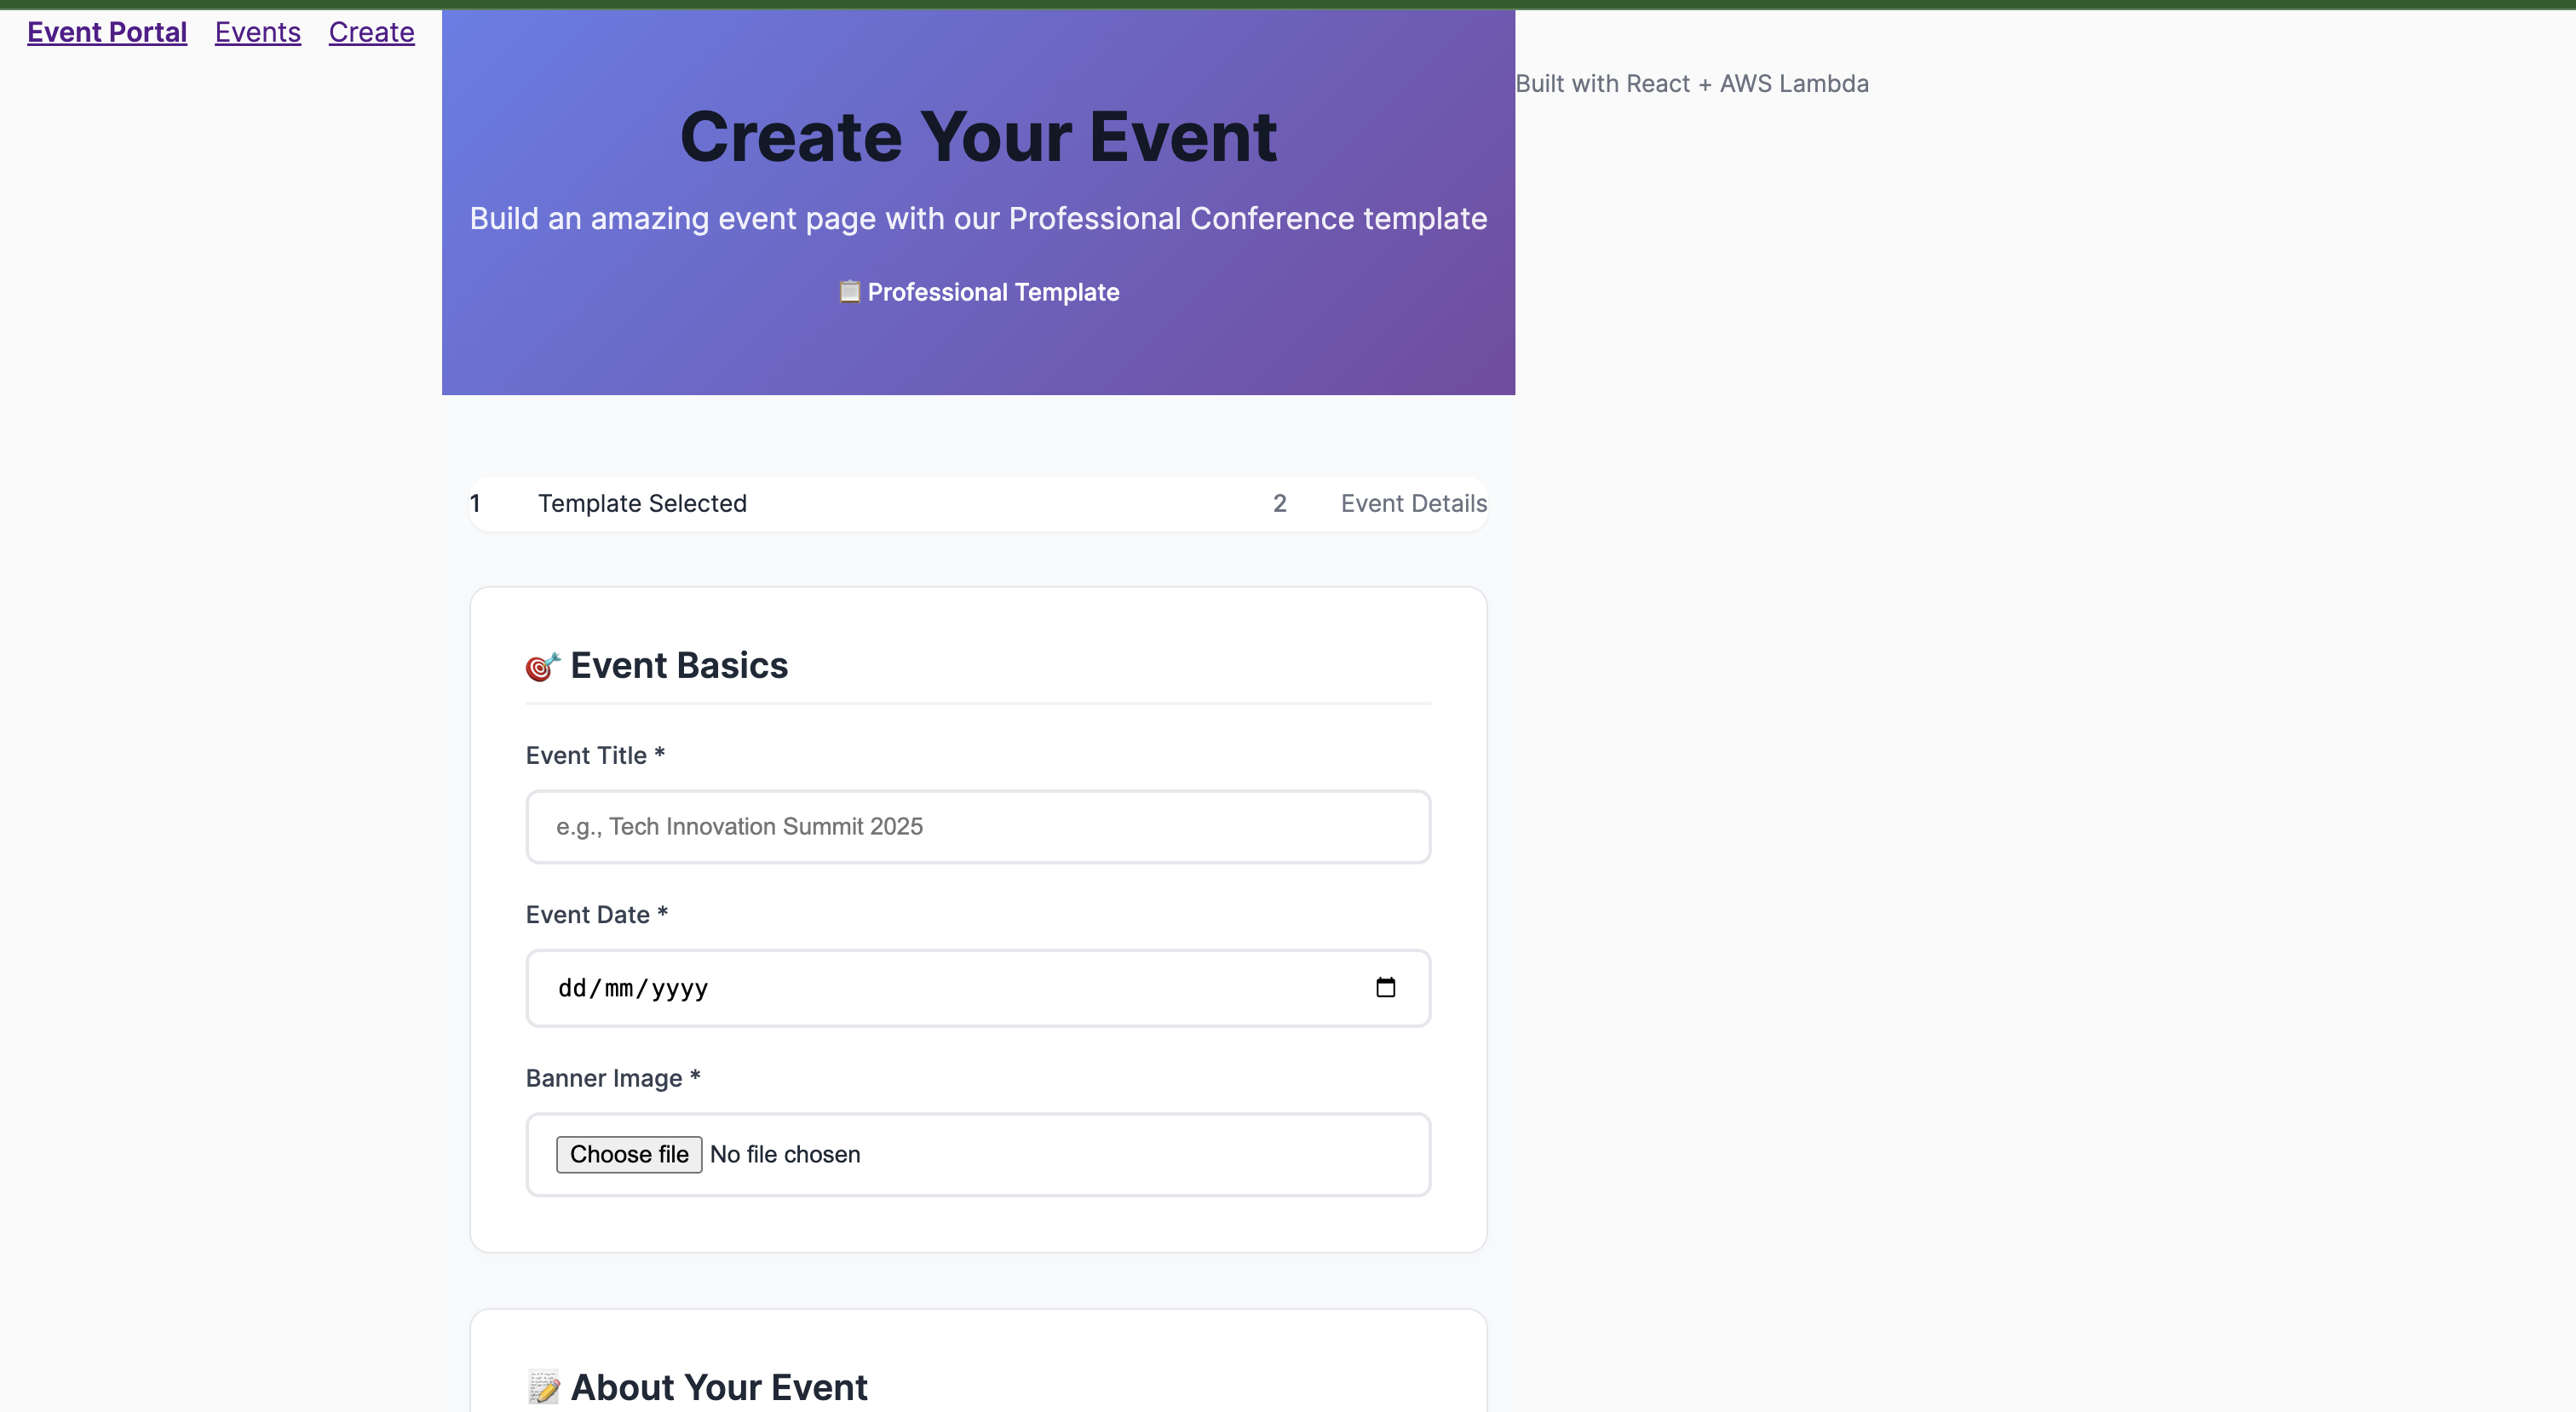 Event Portal Events Create
Built with React + AWS Lambda
Create Your Event
Build an amazing event page with our Professional Conference template
📋 Professional Template
1 Template Selected 2 Event Details
🎯 Event Basics
Event Title *
e.g., Tech Innovation Summit 2025
Event Date *
dd/mm/yyyy
Banner Image *
Choose file No file chosen
📝 About Your Event